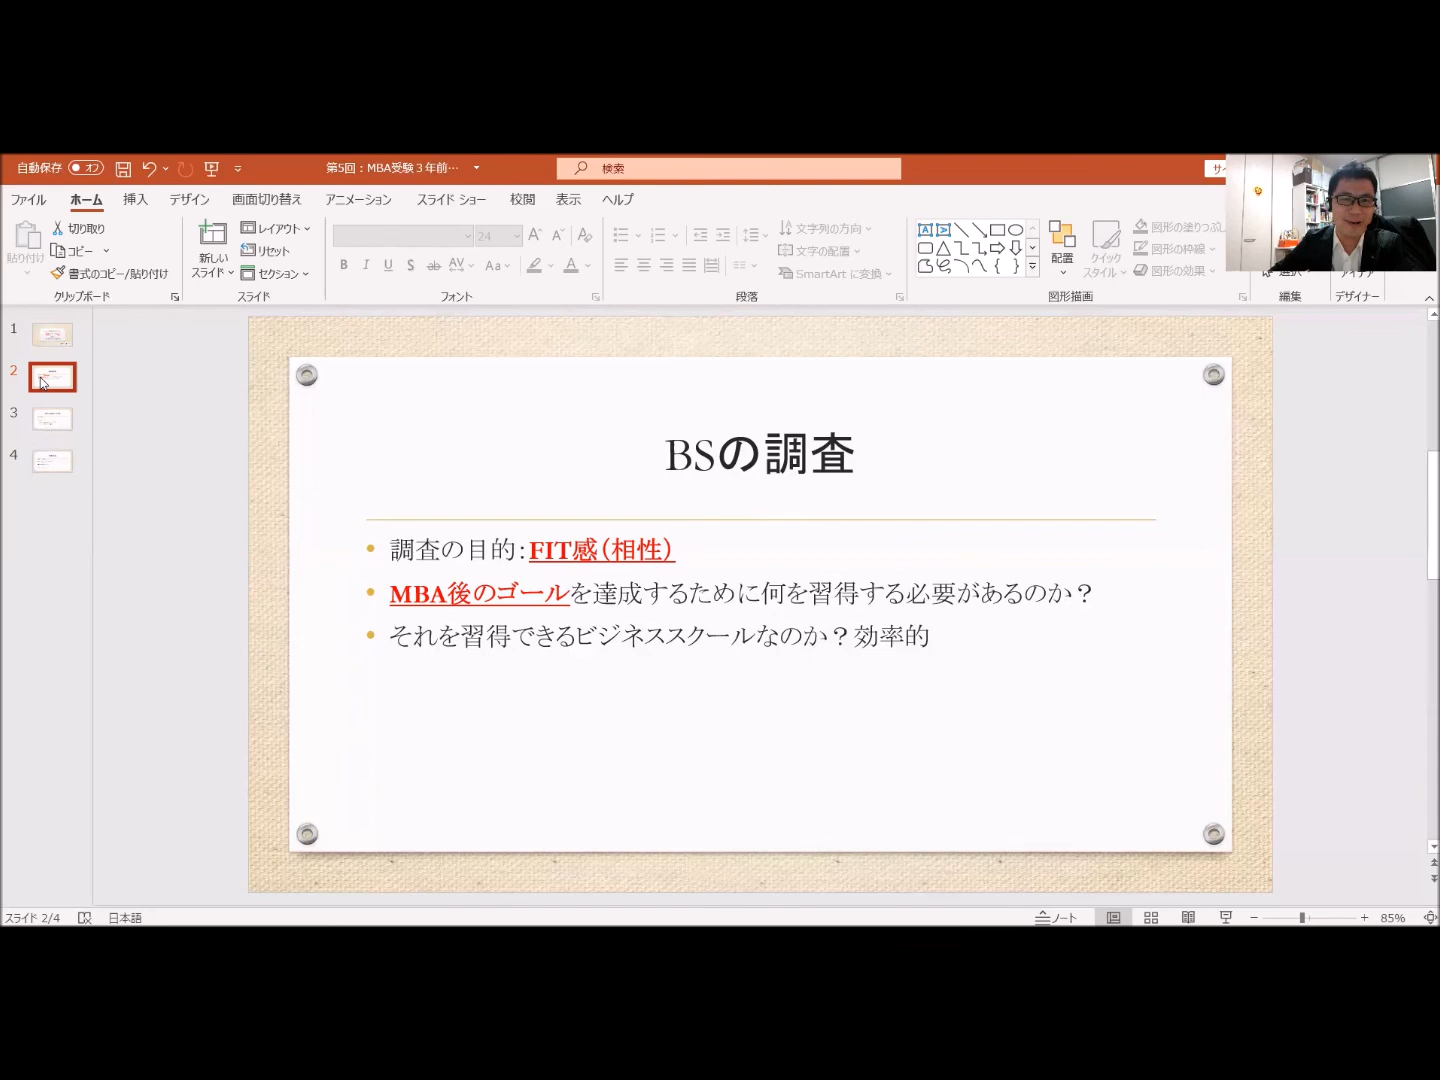 自動保存 オフ 第5回：MBA受験３年前… 検索
ファイル ホーム 挿入 デザイン 画面切り替え アニメーション スライド ショー 校閲 表示 ヘルプ
貼り付け 切り取り
コピー
書式のコピー/貼り付け
クリップボード
新しい
スライド
レイアウト
リセット
セクション
スライド
24
B I U S ab AV Aa A
フォント
文字列の方向
文字の配置
SmartArt に変換
段落
配置
クイック
スタイル
図形の塗りつぶし
図形の枠線
図形の効果
図形描画
編集
デザイナー
1
2
3
4
BSの調査
• 調査の目的：FIT感（相性）
• MBA後のゴールを達成するために何を習得する必要があるのか？
• それを習得できるビジネススクールなのか？効率的
スライド 2/4 日本語 ノート 85%